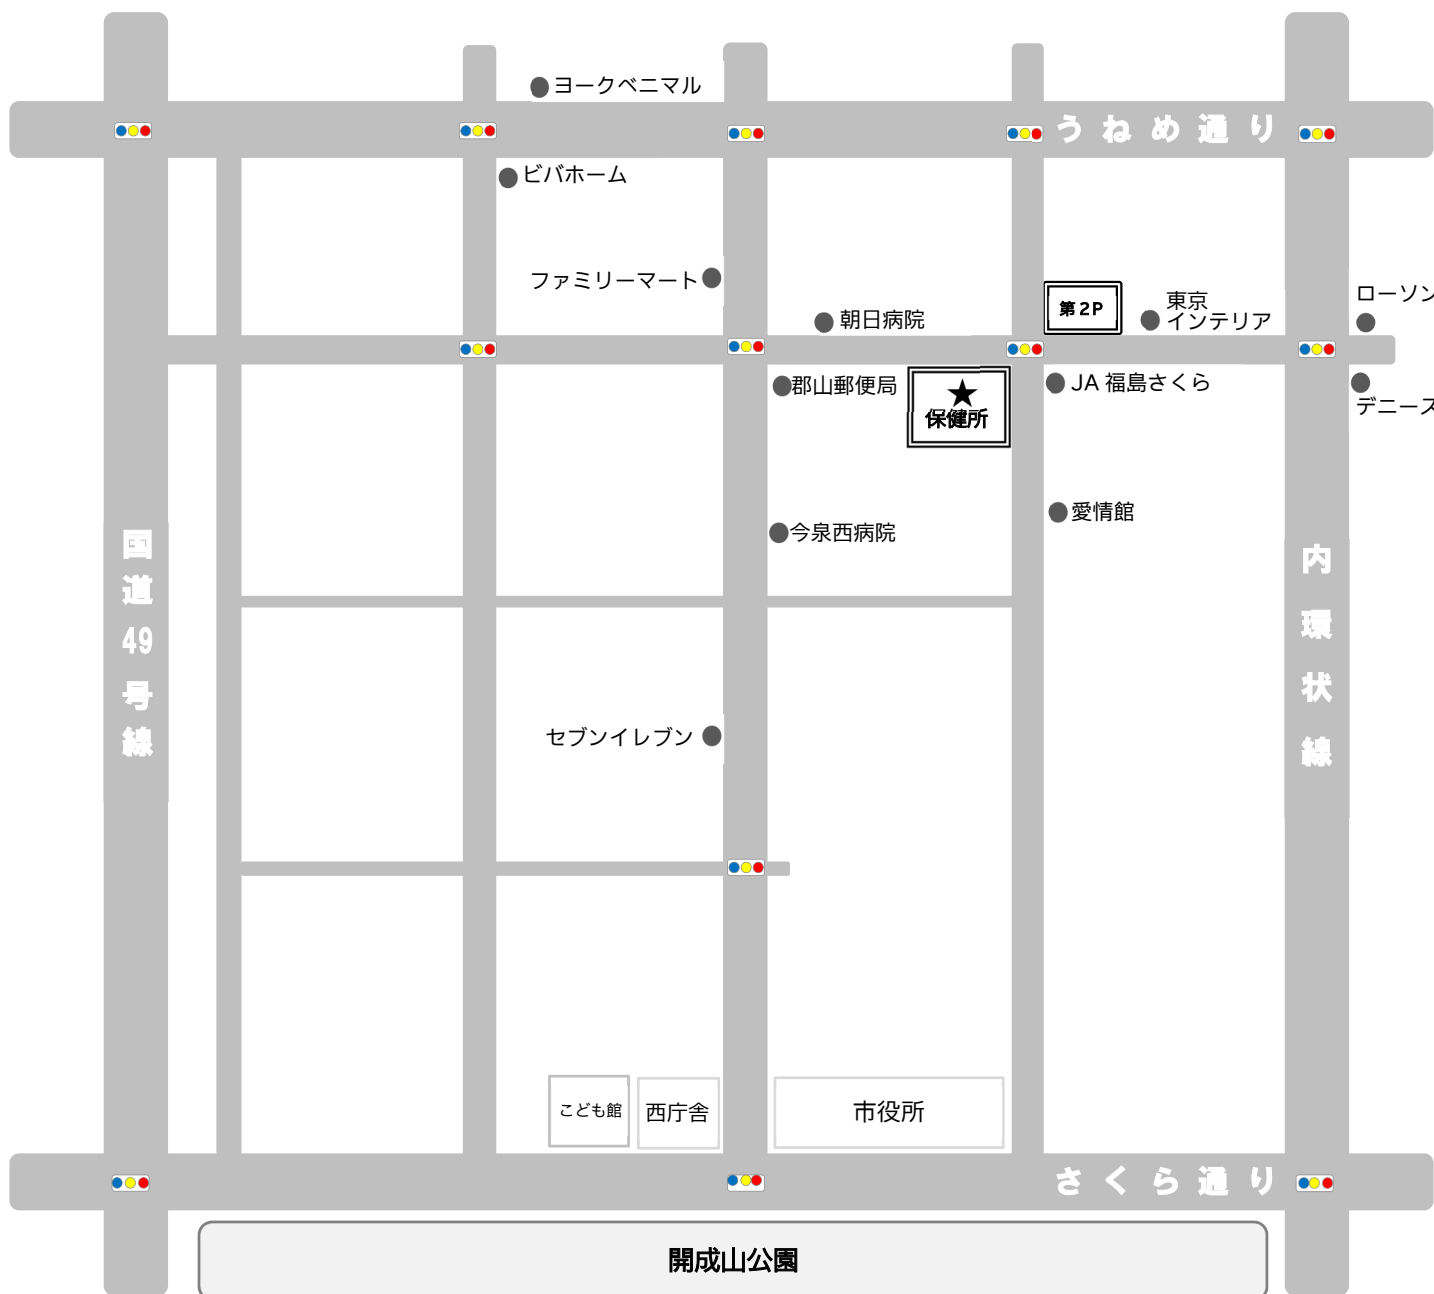 ヨークベニマル
うねめ通り
ビバホーム
ファミリーマート
第2P
東京
インテリア
ローソン
朝日病院
郡山郵便局
★
保健所
JA 福島さくら
デニーズ
愛情館
今泉西病院
国道49号線
内環状線
セブンイレブン
こども館
西庁舎
市役所
さくら通り
開成山公園